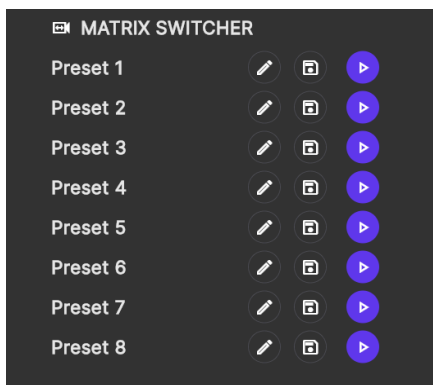 MATRIX SWITCHER
Preset 1
Preset 2
Preset 3
Preset 4
Preset 5
Preset 6
Preset 7
Preset 8